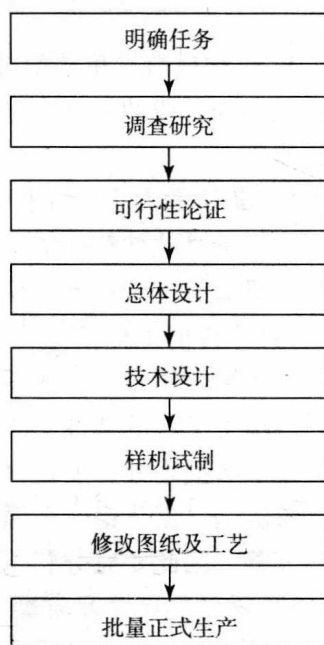 明确任务
调查研究
可行性论证
总体设计
技术设计
样机试制
修改图纸及工艺
批量正式生产